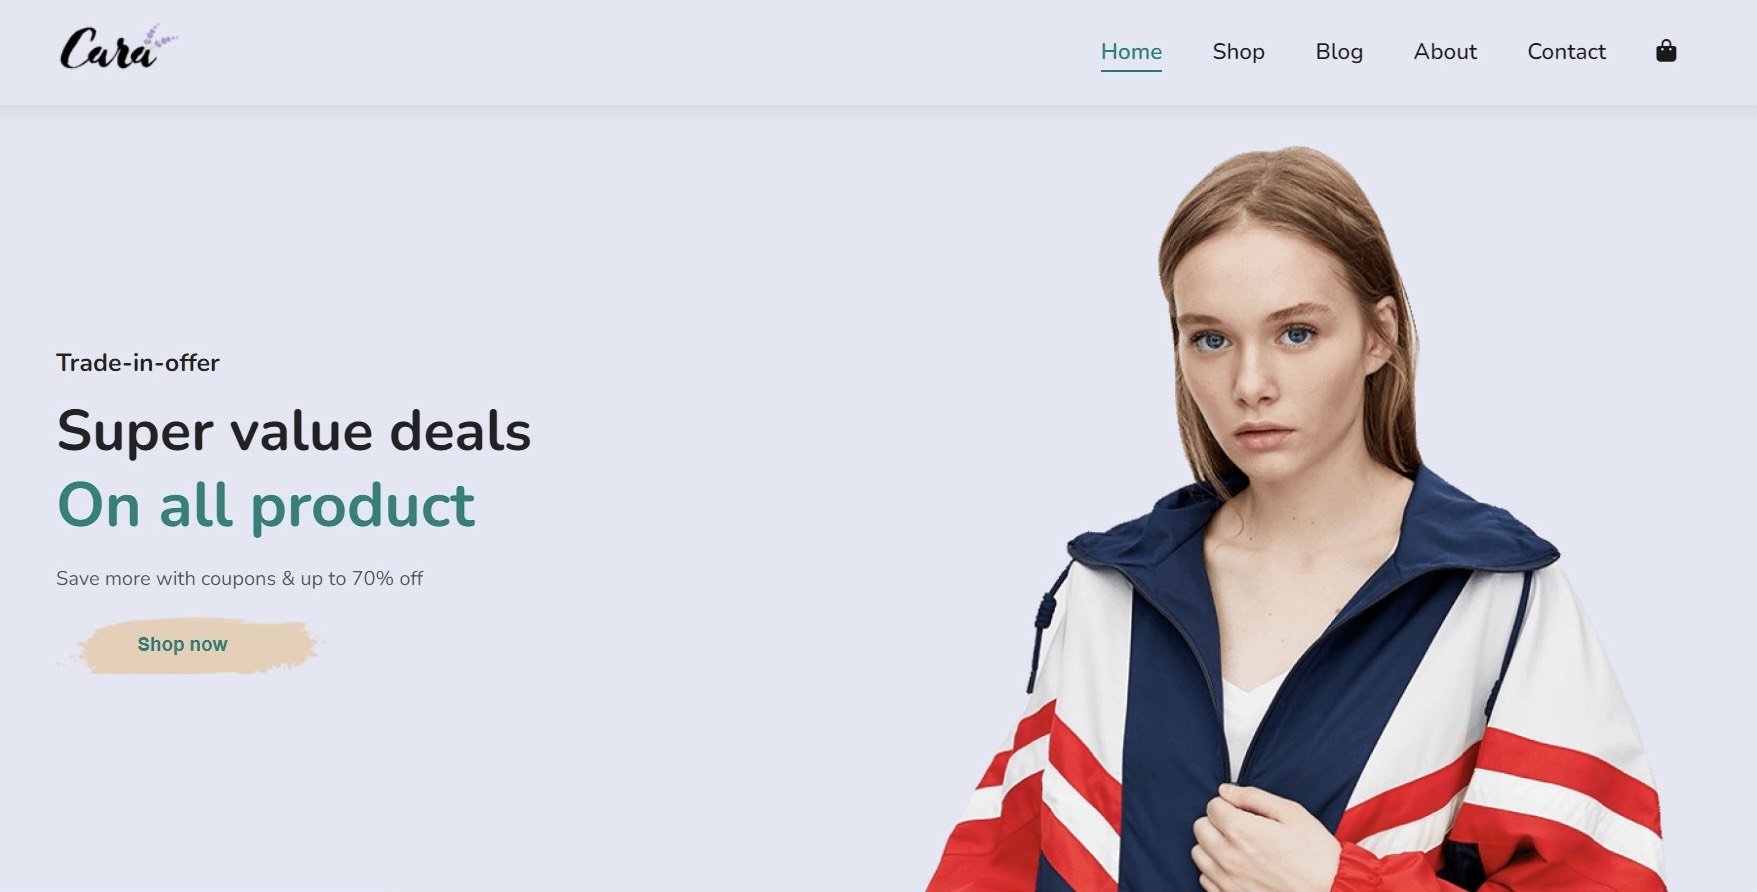 Cara
Home Shop Blog About Contact
Trade-in-offer
Super value deals
On all product
Save more with coupons & up to 70% off
Shop now